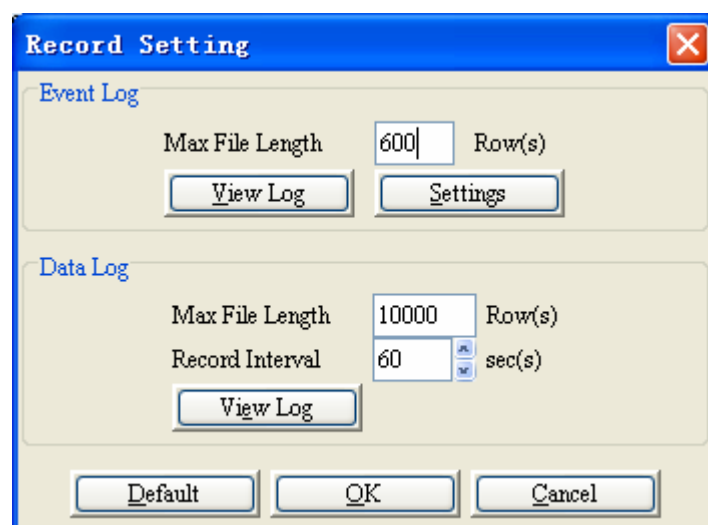 Record Setting
Event Log
Max File Length 600 Row(s)
View Log Settings
Data Log
Max File Length 10000 Row(s)
Record Interval 60 sec(s)
View Log
Default OK Cancel